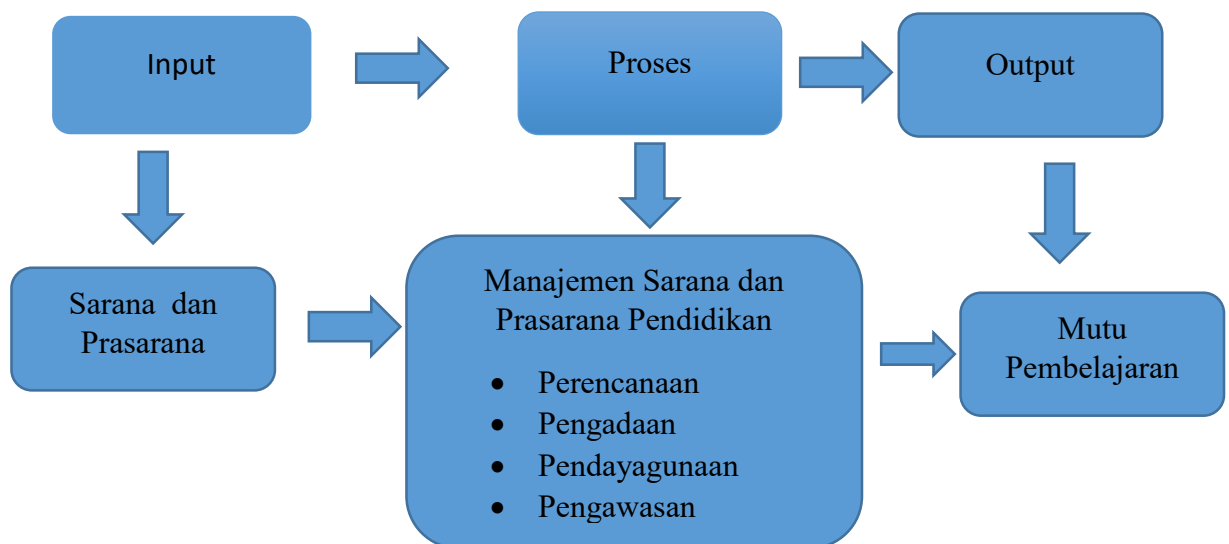 Input
Proses
Output
Sarana dan
Prasarana
Manajemen Sarana dan
Prasarana Pendidikan
• Perencanaan
• Pengadaan
• Pendayagunaan
• Pengawasan
Mutu
Pembelajaran